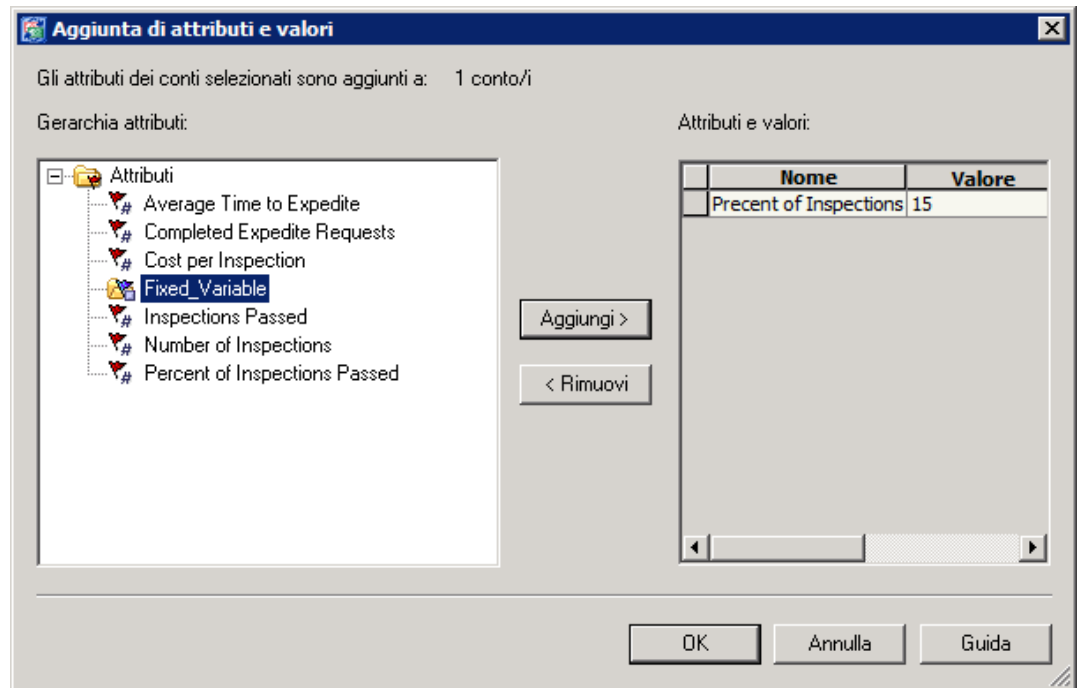 Aggiunta di attributi e valori
Gli attributi dei conti selezionati sono aggiunti a: 1 conto/i
Gerarchia attributi:
Attributi
Average Time to Expedite
Completed Expedite Requests
Cost per Inspection
Fixed_Variable
Inspections Passed
Number of Inspections
Percent of Inspections Passed
Aggiungi >
< Rimuovi
Attributi e valori:
Nome Valore
Precent of Inspections 15
OK Annulla Guida